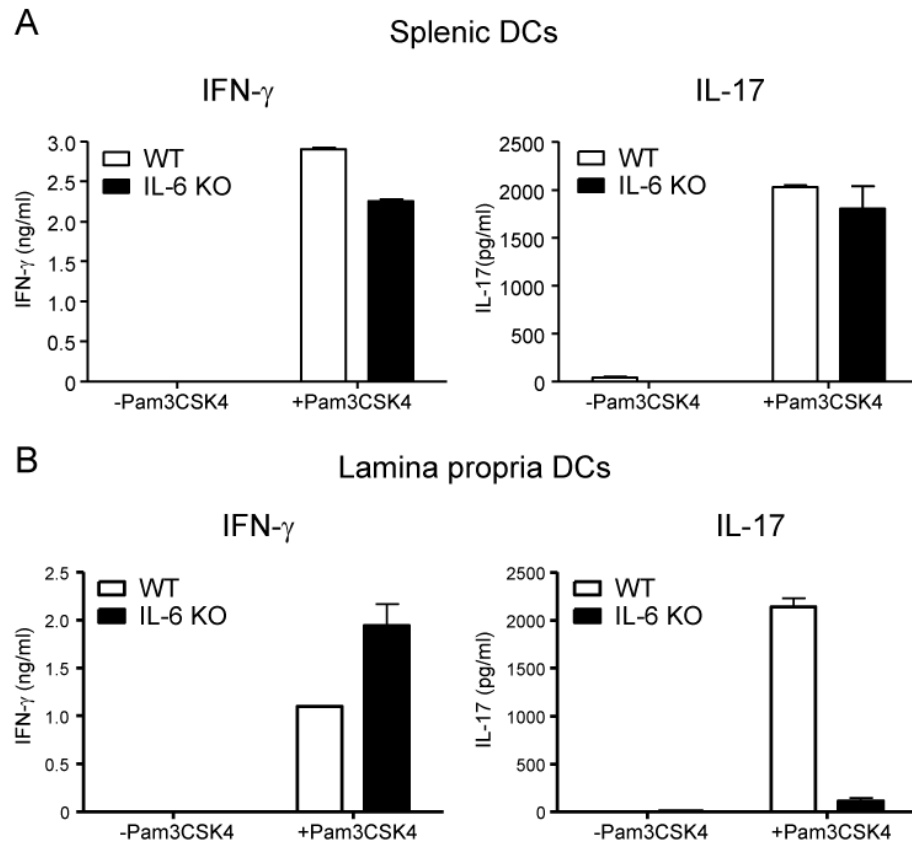 A
Splenic DCs
IFN-γ
IL-17
IFN-γ (ng/ml)
3.0
2.5
2.0
1.5
1.0
0.5
0
WT
IL-6 KO
-Pam3CSK4
+Pam3CSK4
IL-17(pg/ml)
2500
2000
1500
1000
500
0
WT
IL-6 KO
-Pam3CSK4
+Pam3CSK4
B
Lamina propria DCs
IFN-γ
IL-17
IFN-γ (ng/ml)
2.5
2.0
1.5
1.0
0.5
0
WT
IL-6 KO
-Pam3CSK4
+Pam3CSK4
IL-17 (pg/ml)
2500
2000
1500
1000
500
0
WT
IL-6 KO
-Pam3CSK4
+Pam3CSK4